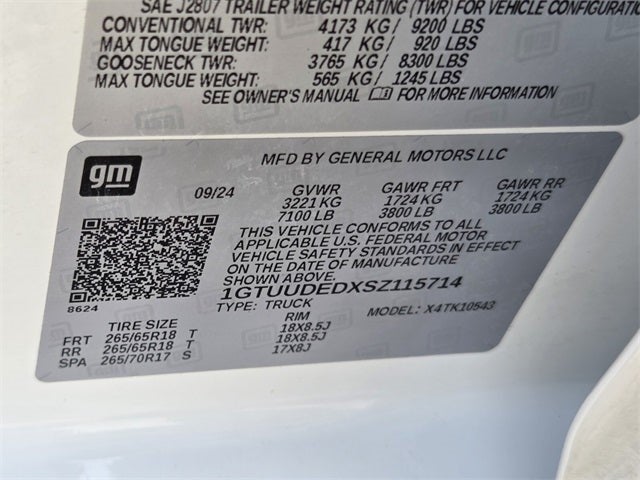 SAE J2807 TRAILER WEIGHT RATING (TWR) FOR VEHICLE CONFIGURATION
CONVENTIONAL TWR: 4173 KG/ 9200 LBS
MAX TONGUE WEIGHT: 417 KG/ 920 LBS
GOOSENECK TWR: 3765 KG/ 8300 LBS
MAX TONGUE WEIGHT: 565 KG/ 1245 LBS
SEE OWNER'S MANUAL FOR MORE INFORMATION
gm
MFD BY GENERAL MOTORS LLC
09/24 GVWR GAWR FRT GAWR RR
3221 KG 1724 KG 1724 KG
7100 LB 3800 LB 3800 LB
THIS VEHICLE CONFORMS TO ALL
APPLICABLE U.S. FEDERAL MOTOR
VEHICLE SAFETY STANDARDS IN EFFECT
ON THE DATE OF MANUFACTURE
SHOWN ABOVE.
1GTUUDEDXSZ115714
8624
TYPE: TRUCK MODEL: X4TK10543
TIRE SIZE RIM
FRT 265/65R18 T 18X8.5J
RR 265/65R18 T 18X8.5J
SPA 265/70R17 S 17X8J